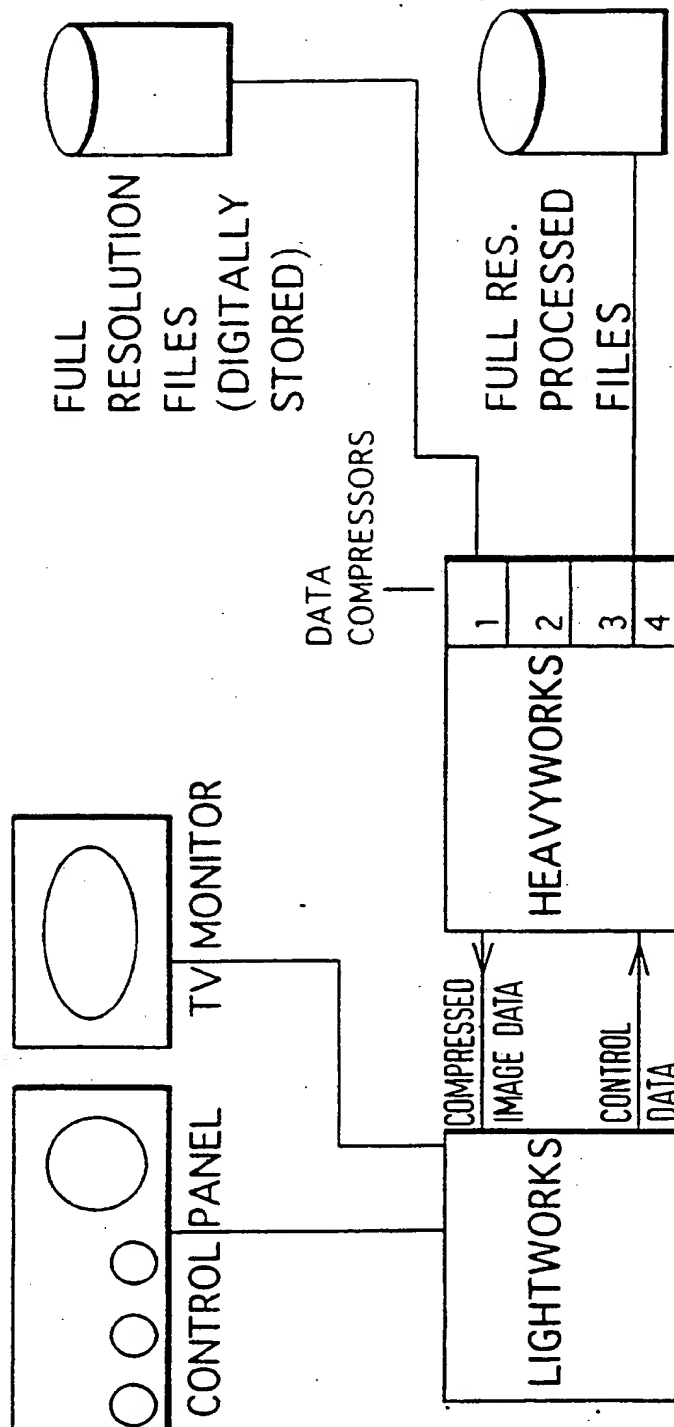 CONTROL PANEL
TV MONITOR
FULL
RESOLUTION
FILES
(DIGITALLY
STORED)
DATA
COMPRESSORS
LIGHTWORKS
COMPRESSED
IMAGE DATA
CONTROL
DATA
HEAVYWORKS
1
2
3
4
FULL RES.
PROCESSED
FILES